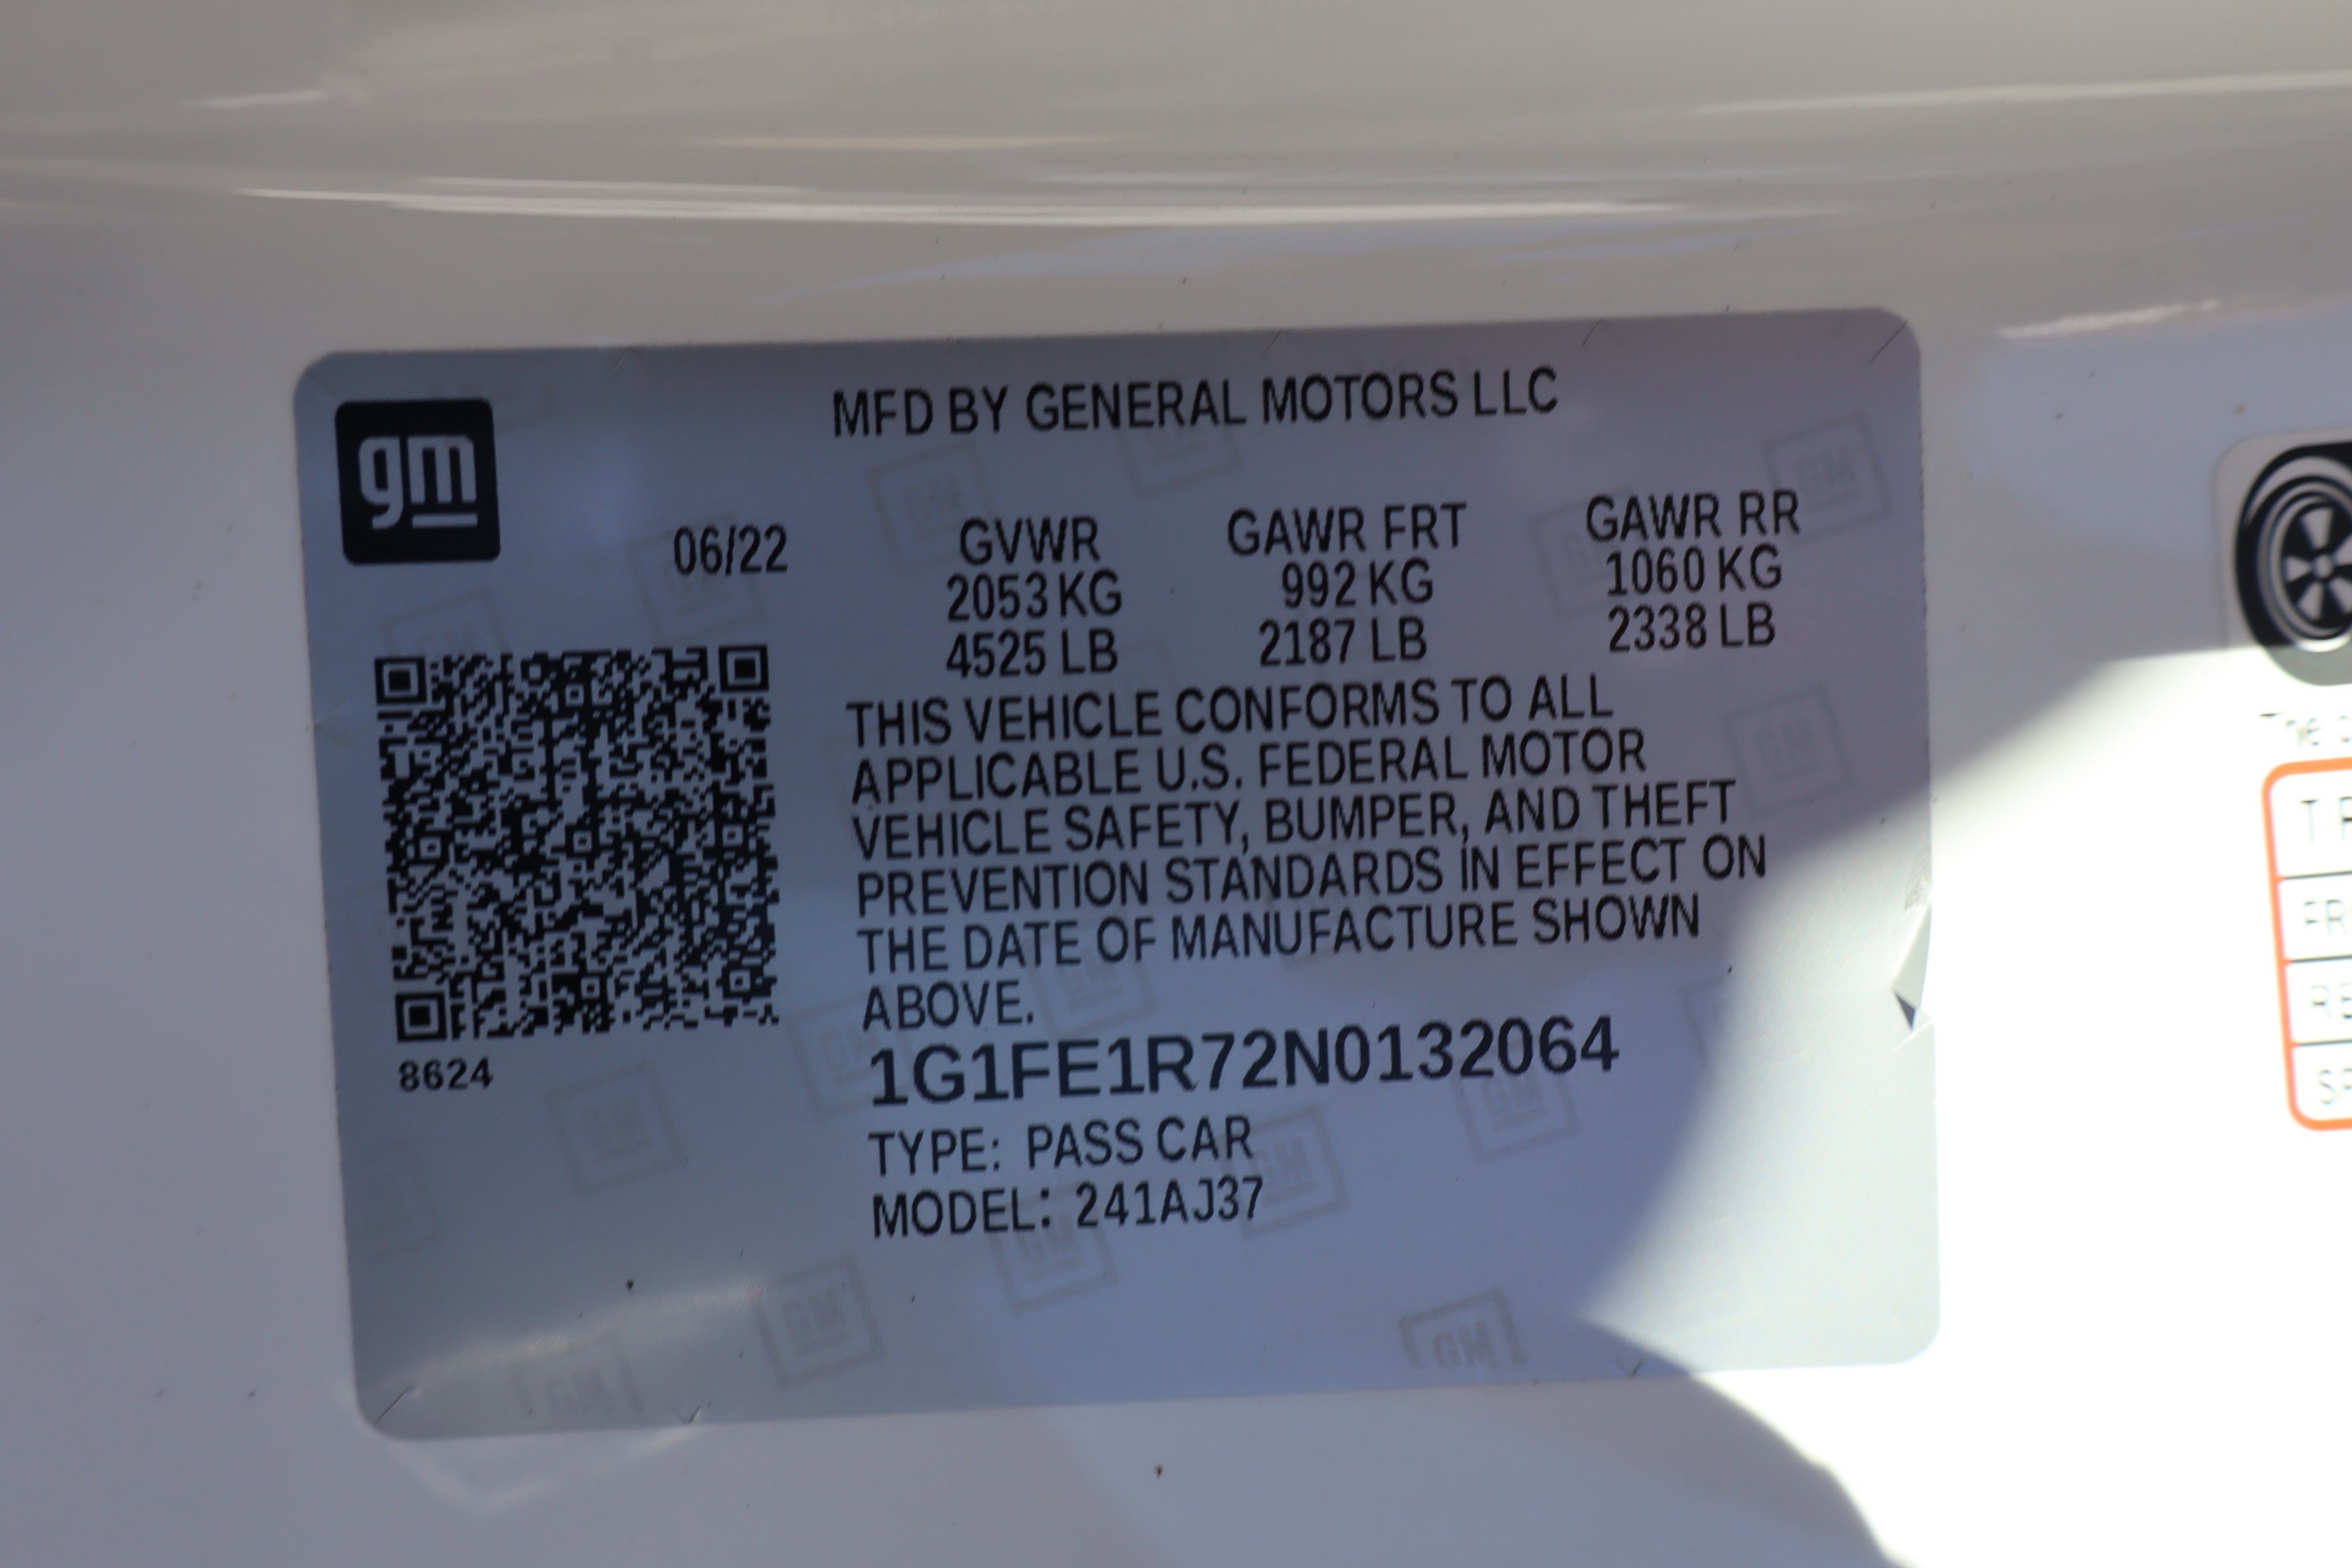 gm
MFD BY GENERAL MOTORS LLC
06/22 GVWR GAWR FRT GAWR RR
2053 KG 992 KG 1060 KG
4525 LB 2187 LB 2338 LB
THIS VEHICLE CONFORMS TO ALL
APPLICABLE U.S. FEDERAL MOTOR
VEHICLE SAFETY, BUMPER, AND THEFT
PREVENTION STANDARDS IN EFFECT ON
THE DATE OF MANUFACTURE SHOWN
ABOVE.
8624
1G1FE1R72N0132064
TYPE: PASS CAR
MODEL: 241AJ37